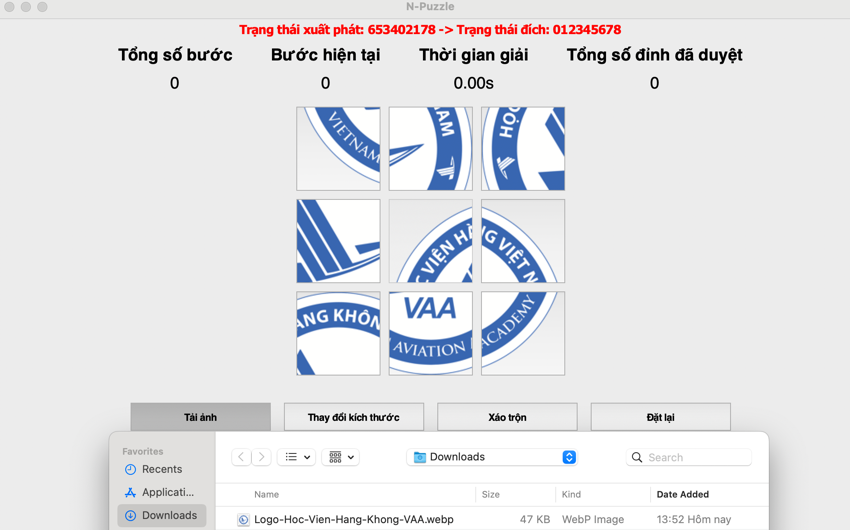 N-Puzzle
Trạng thái xuất phát: 653402178 -> Trạng thái đích: 012345678
Tổng số bước Bước hiện tại Thời gian giải Tổng số đỉnh đã duyệt
0 0 0.00s 0
VIETNAM
NAM
HỌC
C VIỆN HÀ
NG VIỆT N
ANG KHÔN
VAA
AVIATION
ACADEMY
Tải ảnh Thay đổi kích thước Xáo trộn Đặt lại
Favorites
Recents
Applicati...
Downloads
Downloads
Search
Name Size Kind Date Added
Logo-Hoc-Vien-Hang-Khong-VAA.webp 47 KB WebP Image 13:52 Hôm nay